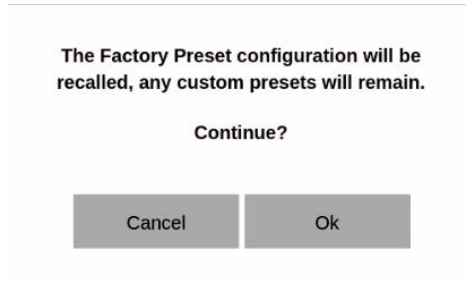 The Factory Preset configuration will be
recalled, any custom presets will remain.
Continue?
Cancel
Ok